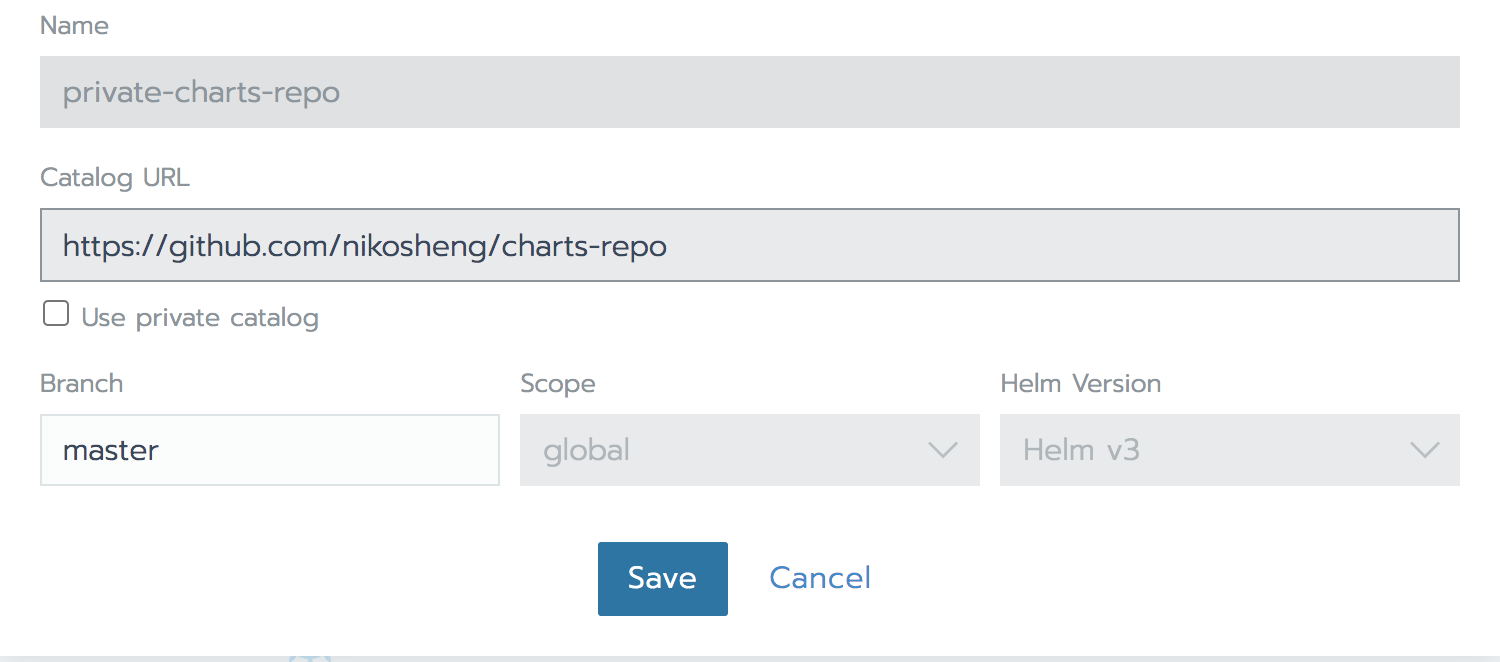 Name
private-charts-repo
Catalog URL
https://github.com/nikosheng/charts-repo
Use private catalog
Branch Scope Helm Version
master global Helm v3
Save Cancel